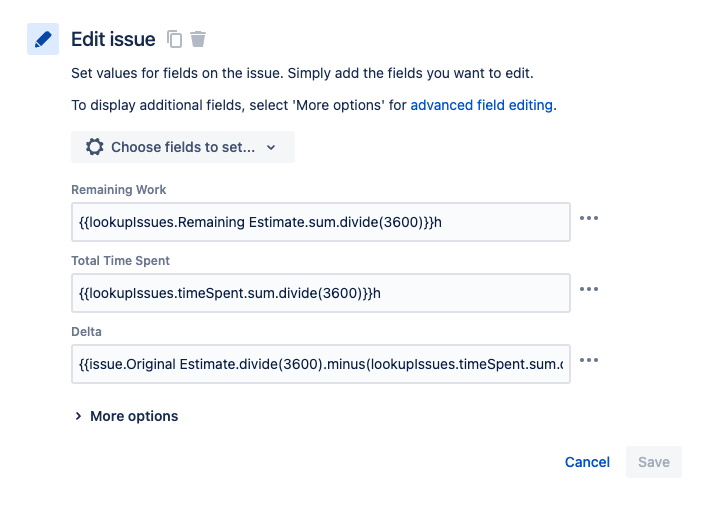 Edit issue
Set values for fields on the issue. Simply add the fields you want to edit.
To display additional fields, select 'More options' for advanced field editing.
Choose fields to set...
Remaining Work
{{lookupIssues.Remaining Estimate.sum.divide(3600)}}h
Total Time Spent
{{lookupIssues.timeSpent.sum.divide(3600)}}h
Delta
{{issue.Original Estimate.divide(3600).minus(lookupIssues.timeSpent.sum.
More options
Cancel
Save